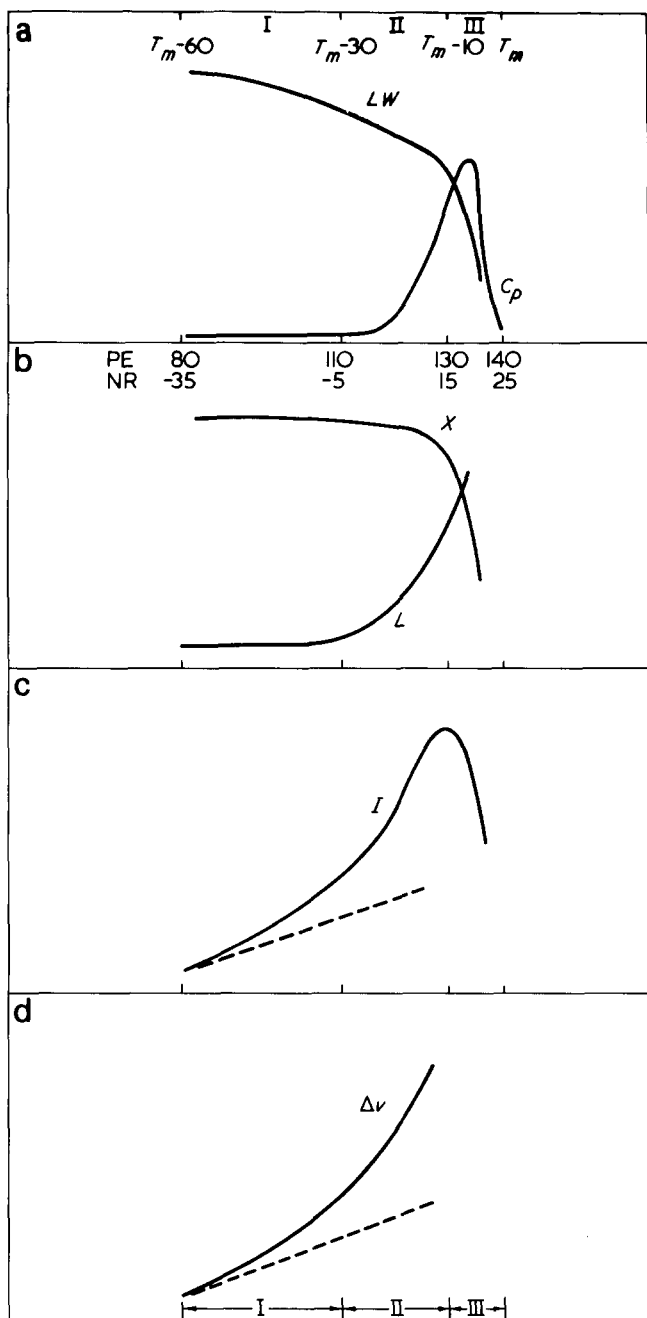 a
I II III
Tm-60 Tm-30 Tm-10 Tm
LW
Cp
b
PE 80 110 130 140
NR -35 -5 15 25
X
L
c
I
d
Δν
I II III